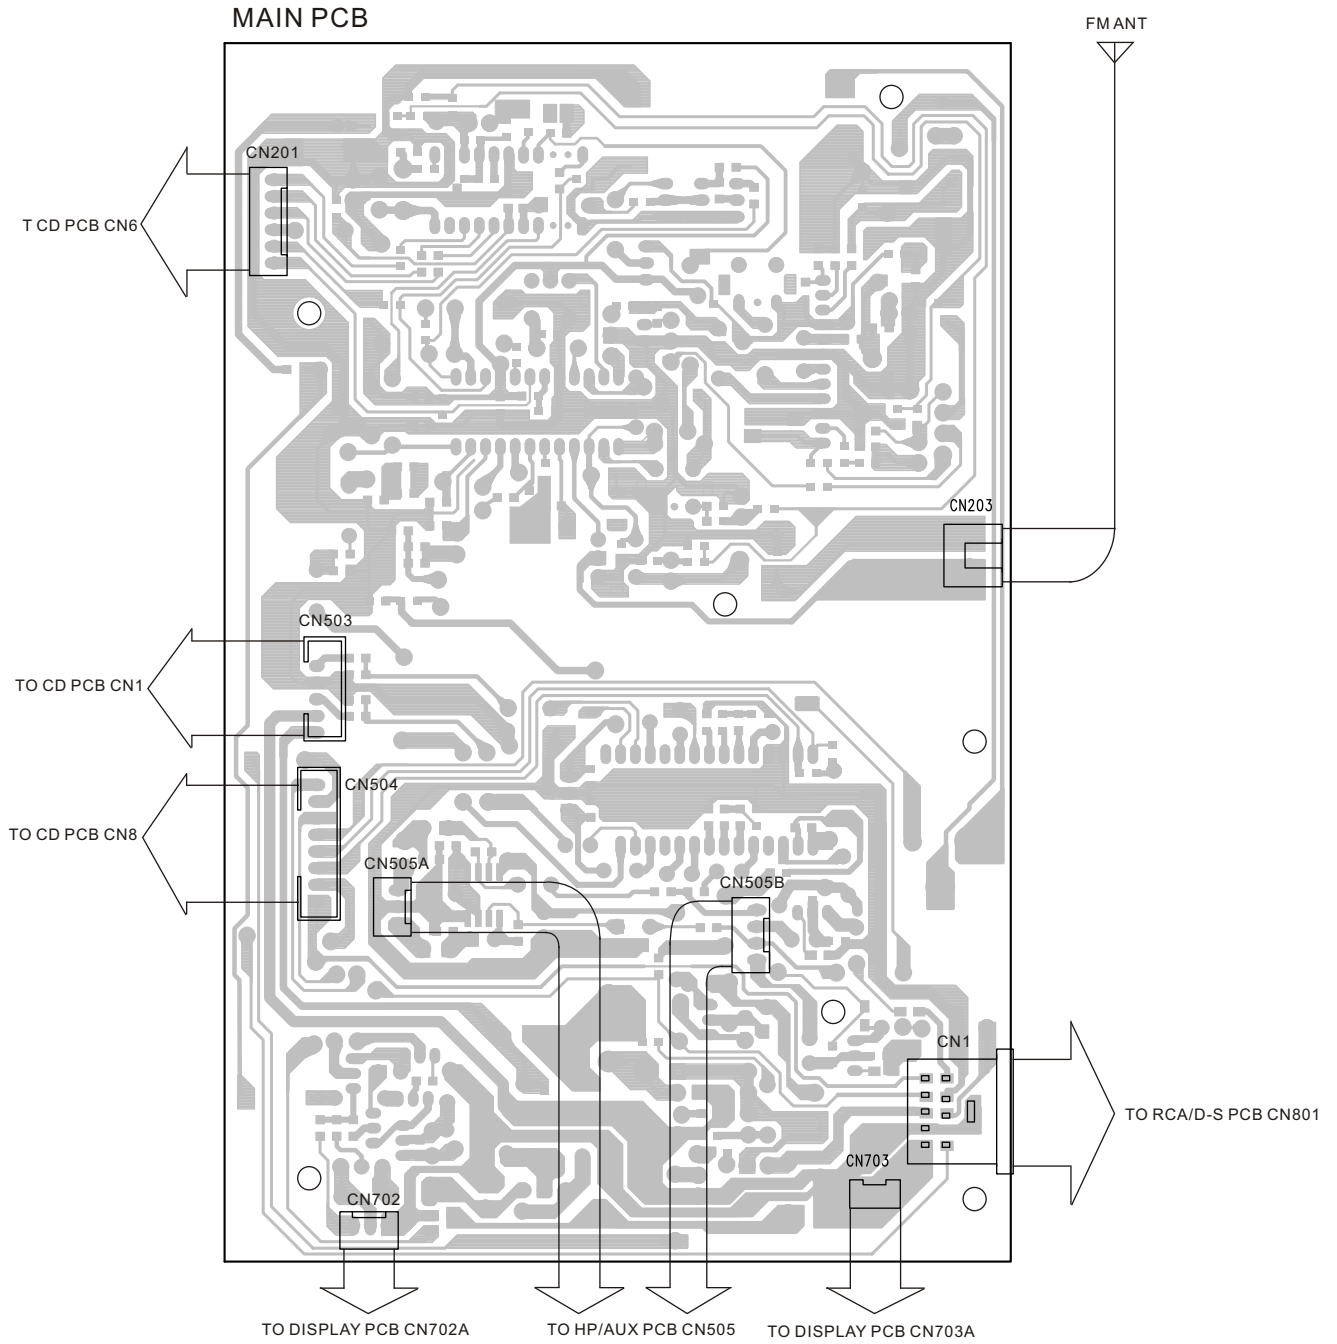 MAIN PCB
FM ANT
CN201
T CD PCB CN6
CN203
CN503
TO CD PCB CN1
CN504
TO CD PCB CN8
CN505A
CN505B
CN1
TO RCA/D-S PCB CN801
CN703
CN702
TO DISPLAY PCB CN702A
TO HP/AUX PCB CN505
TO DISPLAY PCB CN703A